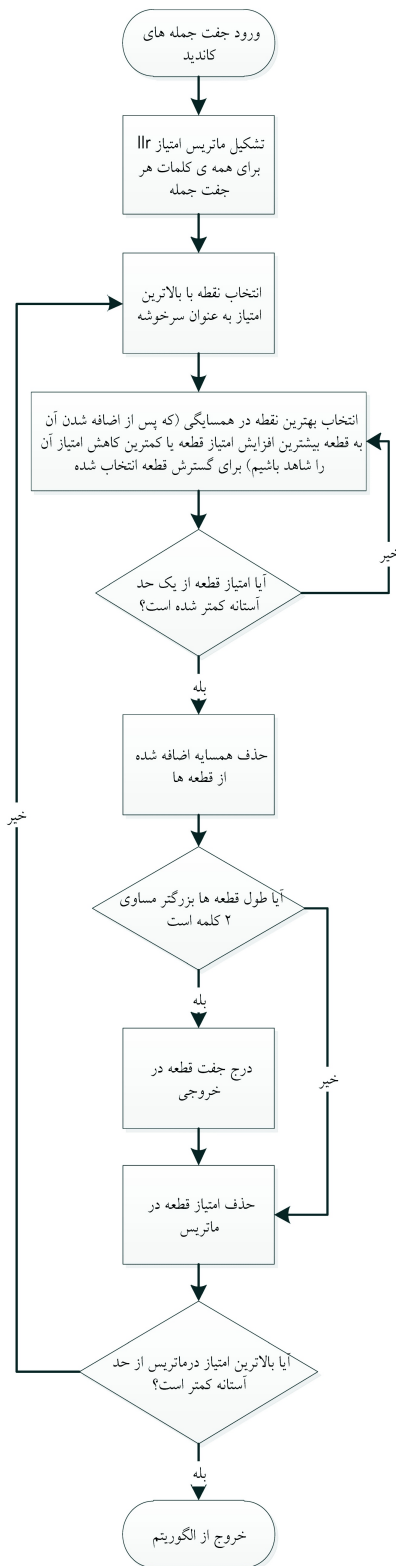 ورود جفت جمله های
کاندید
تشکیل ماتریس امتیاز llr
برای همه ی کلمات هر
جفت جمله
انتخاب نقطه با بالاترین
امتیاز به عنوان سرخوشه
انتخاب بهترین نقطه در همسایگی (که پس از اضافه شدن آن
به قطعه بیشترین افزایش امتیاز قطعه یا کمترین کاهش امتیاز آن
را شاهد باشیم) برای گسترش قطعه انتخاب شده
خیر
آیا امتیاز قطعه از یک حد
آستانه کمتر شده است؟
بله
حذف همسایه اضافه شده
از قطعه ها
خیر
آیا طول قطعه ها بزرگتر مساوی
۲ کلمه است
بله
درج جفت قطعه در
خروجی
خیر
حذف امتیاز قطعه در
ماتریس
آیا بالاترین امتیاز درماتریس از حد
آستانه کمتر است؟
بله
خروج از الگوریتم